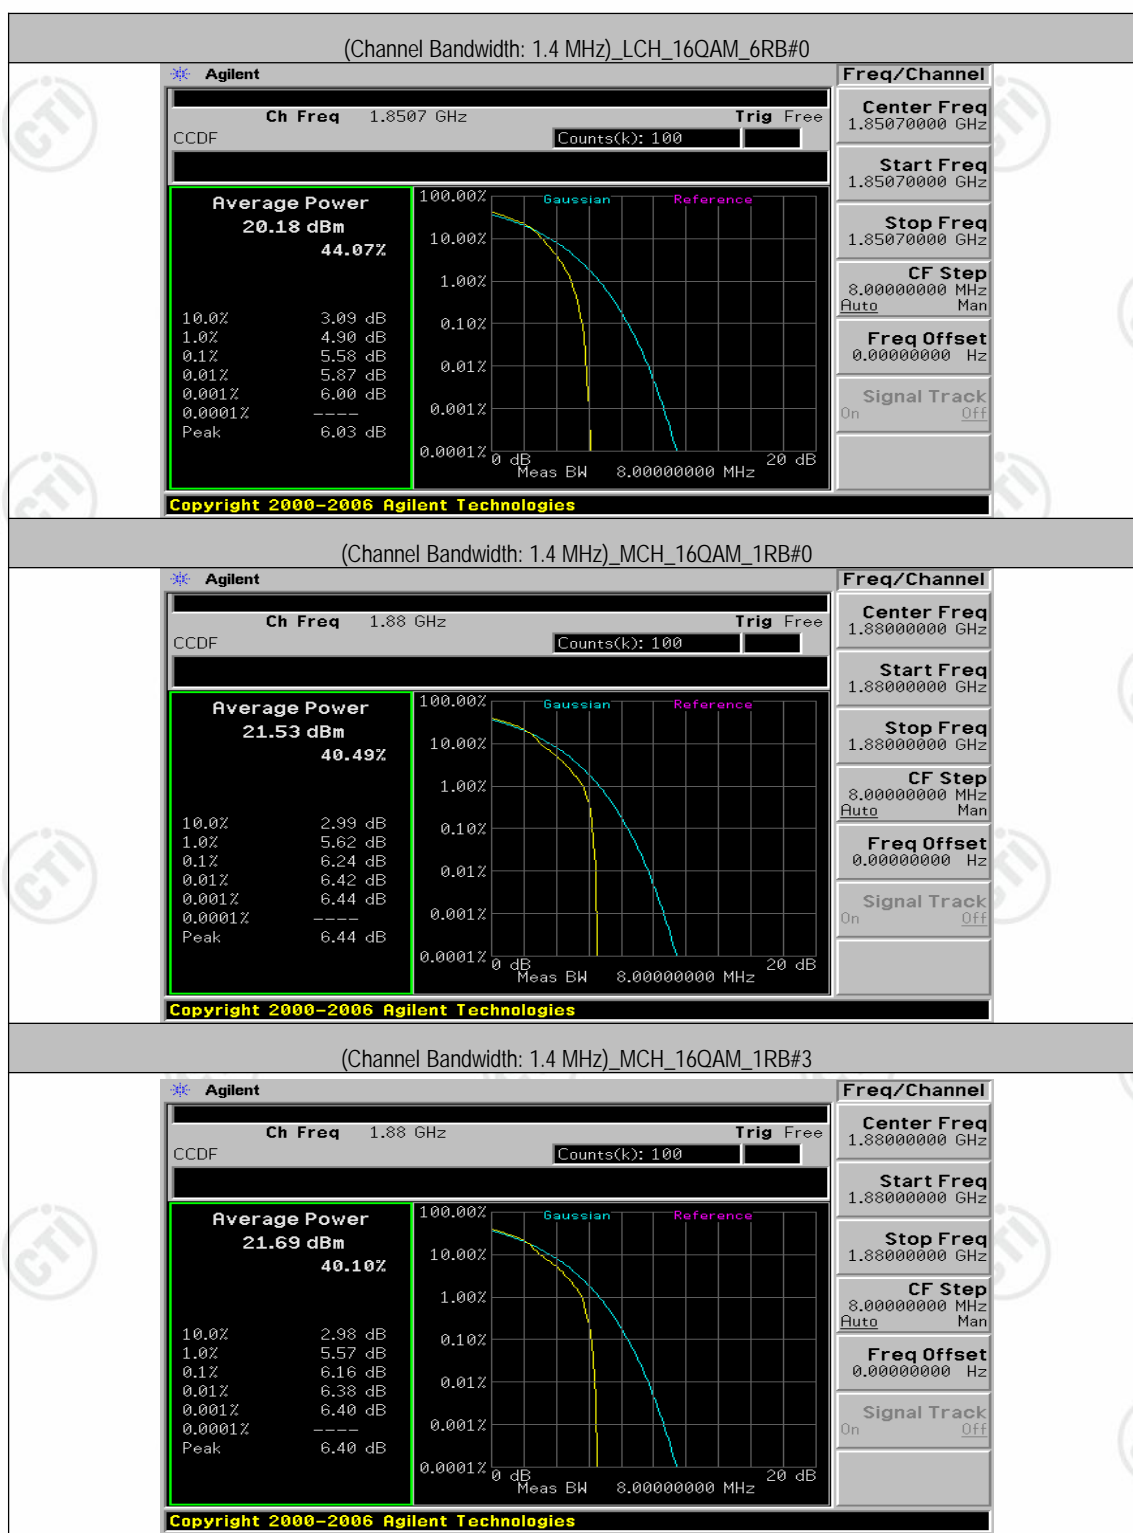 (Channel Bandwidth: 1.4 MHz)_LCH_16QAM_6RB#0
Agilent
Freq/Channel
Ch Freq 1.8507 GHz Trig Free
CCDF Counts(k): 100
Average Power
20.18 dBm
44.07%
10.0% 3.09 dB
1.0% 4.90 dB
0.1% 5.58 dB
0.01% 5.87 dB
0.001% 6.00 dB
0.0001% ----
Peak 6.03 dB
100.00% Gaussian Reference
10.00%
1.00%
0.10%
0.01%
0.001%
0.0001%
0 dB 20 dB
Meas BW 8.00000000 MHz
Center Freq
1.85070000 GHz
Start Freq
1.85070000 GHz
Stop Freq
1.85070000 GHz
CF Step
8.00000000 MHz
Auto Man
Freq Offset
0.00000000 Hz
Signal Track
On Off
Copyright 2000-2006 Agilent Technologies
(Channel Bandwidth: 1.4 MHz)_MCH_16QAM_1RB#0
Agilent
Freq/Channel
Ch Freq 1.88 GHz Trig Free
CCDF Counts(k): 100
Average Power
21.53 dBm
40.49%
10.0% 2.99 dB
1.0% 5.62 dB
0.1% 6.24 dB
0.01% 6.42 dB
0.001% 6.44 dB
0.0001% ----
Peak 6.44 dB
100.00% Gaussian Reference
10.00%
1.00%
0.10%
0.01%
0.001%
0.0001%
0 dB 20 dB
Meas BW 8.00000000 MHz
Center Freq
1.88000000 GHz
Start Freq
1.88000000 GHz
Stop Freq
1.88000000 GHz
CF Step
8.00000000 MHz
Auto Man
Freq Offset
0.00000000 Hz
Signal Track
On Off
Copyright 2000-2006 Agilent Technologies
(Channel Bandwidth: 1.4 MHz)_MCH_16QAM_1RB#3
Agilent
Freq/Channel
Ch Freq 1.88 GHz Trig Free
CCDF Counts(k): 100
Average Power
21.69 dBm
40.10%
10.0% 2.98 dB
1.0% 5.57 dB
0.1% 6.16 dB
0.01% 6.38 dB
0.001% 6.40 dB
0.0001% ----
Peak 6.40 dB
100.00% Gaussian Reference
10.00%
1.00%
0.10%
0.01%
0.001%
0.0001%
0 dB 20 dB
Meas BW 8.00000000 MHz
Center Freq
1.88000000 GHz
Start Freq
1.88000000 GHz
Stop Freq
1.88000000 GHz
CF Step
8.00000000 MHz
Auto Man
Freq Offset
0.00000000 Hz
Signal Track
On Off
Copyright 2000-2006 Agilent Technologies
CTI
CTI
CTI
CTI
CTI
CTI
CTI